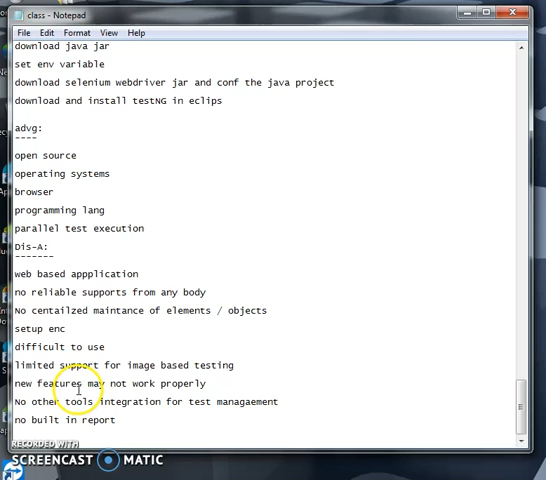 class - Notepad
File Edit Format View Help
download java jar
set env variable
download selenium webdriver jar and conf the java project
download and install testNG in eclips
advg:
----
open source
operating systems
browser
programming lang
parallel test execution
Dis-A:
-------
web based appplication
no reliable supports from any body
No centailzed maintance of elements / objects
setup enc
difficult to use
limited support for image based testing
new features may not work properly
No other tools integration for test managaement
no built in report
RECORDED WITH
SCREENCAST MATIC